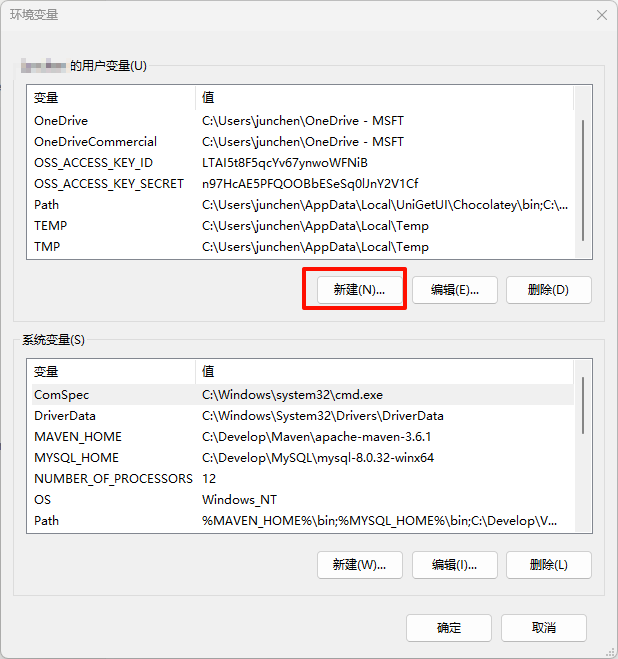 环境变量
的用户变量(U)
变量 值
OneDrive C:\Users\junchen\OneDrive - MSFT
OneDriveCommercial C:\Users\junchen\OneDrive - MSFT
OSS_ACCESS_KEY_ID LTAI5t8F5qcYv67ynwoWFNiB
OSS_ACCESS_KEY_SECRET n97HcAE5PFQOOBbESeSq0lJnY2V1Cf
Path C:\Users\junchen\AppData\Local\UniGetUI\Chocolatey\bin;C:\...
TEMP C:\Users\junchen\AppData\Local\Temp
TMP C:\Users\junchen\AppData\Local\Temp
新建(N)... 编辑(E)... 删除(D)
系统变量(S)
变量 值
ComSpec C:\Windows\system32\cmd.exe
DriverData C:\Windows\System32\Drivers\DriverData
MAVEN_HOME C:\Develop\Maven\apache-maven-3.6.1
MYSQL_HOME C:\Develop\MySQL\mysql-8.0.32-winx64
NUMBER_OF_PROCESSORS 12
OS Windows_NT
Path %MAVEN_HOME%\bin;%MYSQL_HOME%\bin;C:\Develop\V...
新建(W)... 编辑(I)... 删除(L)
确定 取消